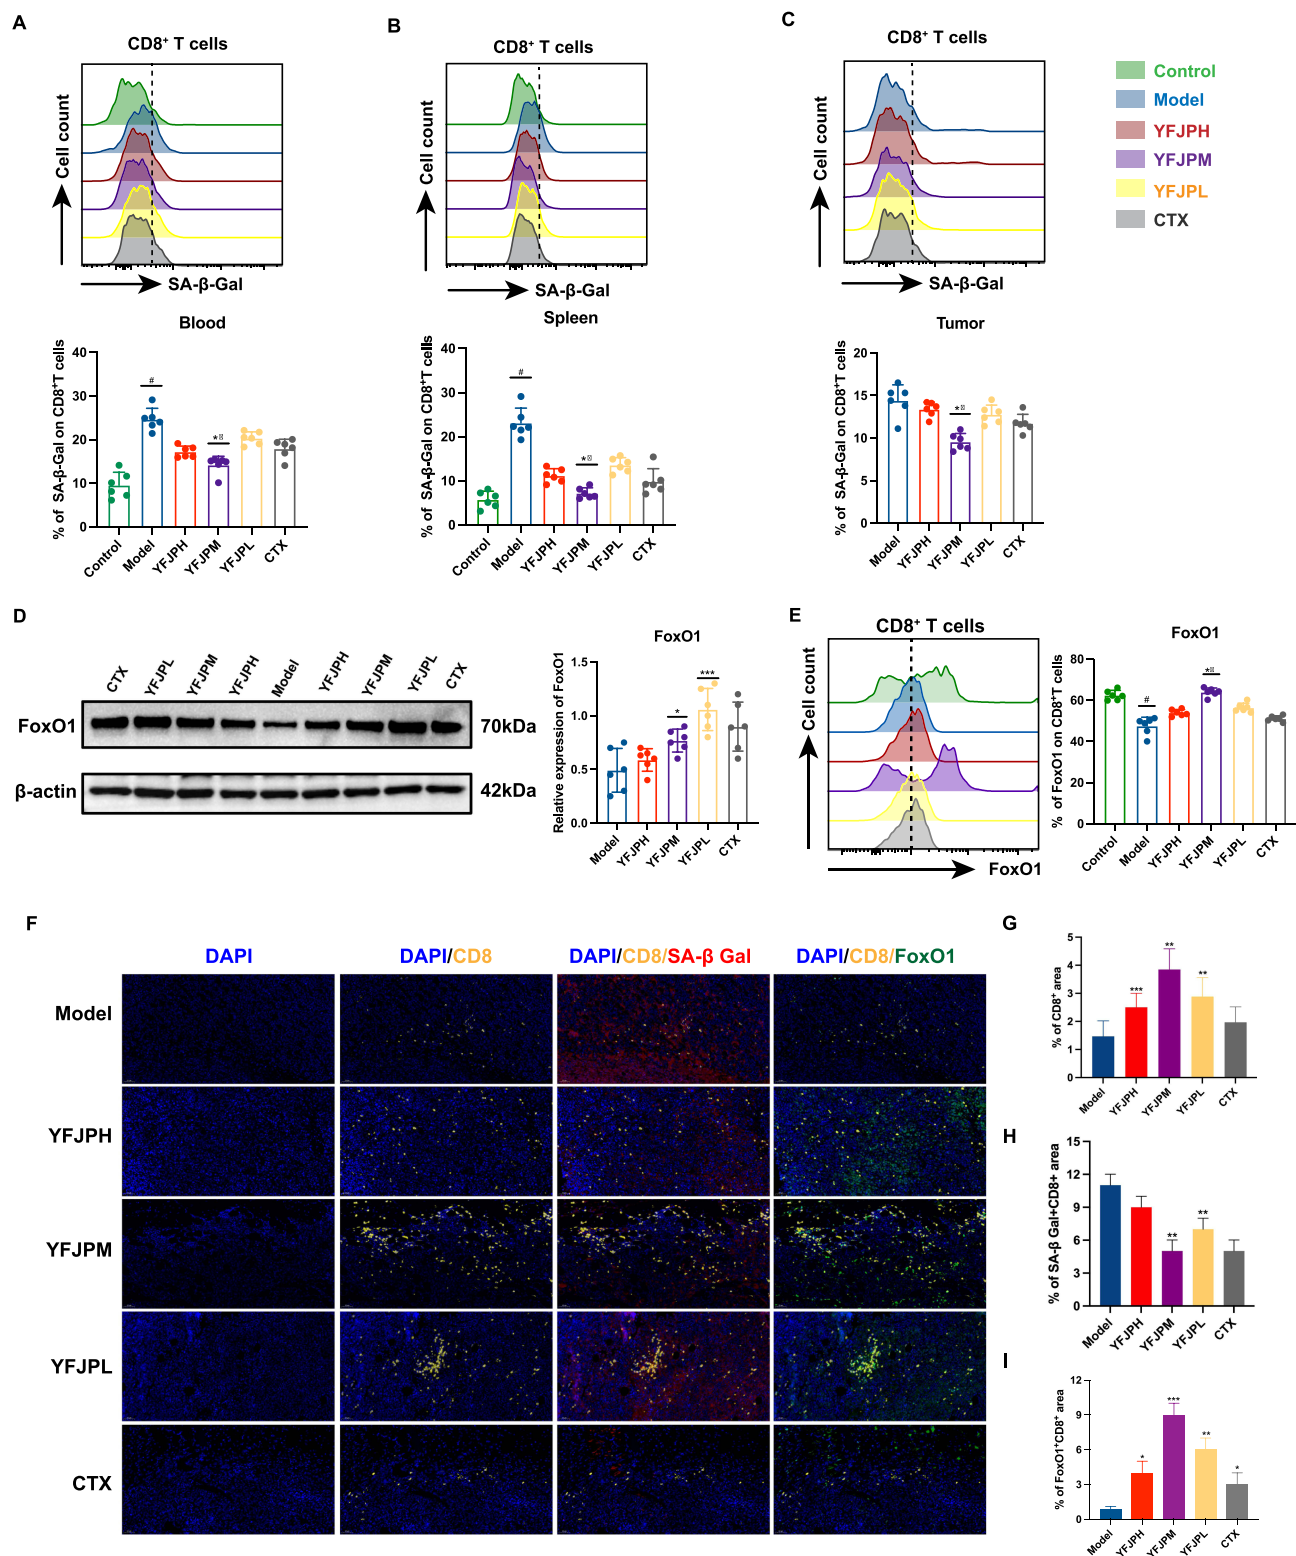 A
CD8⁺ T cells
Cell count
SA-β-Gal
B
CD8⁺ T cells
Cell count
SA-β-Gal
C
CD8⁺ T cells
Cell count
SA-β-Gal
Control
Model
YFJPH
YFJPM
YFJPL
CTX
Blood
% of SA-β-Gal on CD8⁺T cells
40
30
20
10
0
#
*⍰
Control
Model
YFJPH
YFJPM
YFJPL
CTX
Spleen
% of SA-β-Gal on CD8⁺T cells
40
30
20
10
0
#
*⍰
Control
Model
YFJPH
YFJPM
YFJPL
CTX
Tumor
% of SA-β-Gal on CD8⁺T cells
20
15
10
5
0
*⍰
Model
YFJPH
YFJPM
YFJPL
CTX
D
CTX
YFJPL
YFJPM
YFJPH
Model
YFJPH
YFJPM
YFJPL
CTX
FoxO1
70kDa
β-actin
42kDa
FoxO1
Relative expression of FoxO1
1.5
1.0
0.5
0.0
*
***
Model
YFJPH
YFJPM
YFJPL
CTX
E
CD8⁺ T cells
Cell count
FoxO1
FoxO1
% of FoxO1 on CD8⁺T cells
80
60
40
20
0
#
*⍰
Control
Model
YFJPH
YFJPM
YFJPL
CTX
F
DAPI
DAPI/CD8
DAPI/CD8/SA-β Gal
DAPI/CD8/FoxO1
Model
YFJPH
YFJPM
YFJPL
CTX
G
% of CD8⁺ area
5
4
3
2
1
0
***
**
**
Model
YFJPH
YFJPM
YFJPL
CTX
H
% of SA-β Gal+CD8+ area
15
12
9
6
3
0
**
**
Model
YFJPH
YFJPM
YFJPL
CTX
I
% of FoxO1⁺CD8⁺ area
12
9
6
3
0
*
***
**
*
Model
YFJPH
YFJPM
YFJPL
CTX